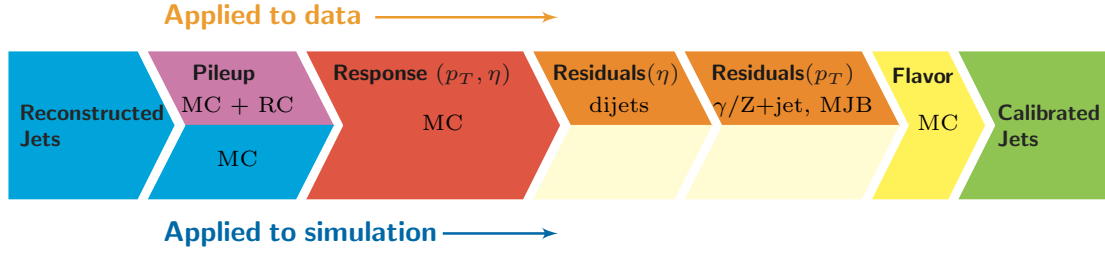 Applied to data
Reconstructed
Jets
Pileup
MC + RC
MC
Response (p_T, η)
MC
Residuals(η)
dijets
Residuals(p_T)
γ/Z+jet, MJB
Flavor
MC
Calibrated
Jets
Applied to simulation